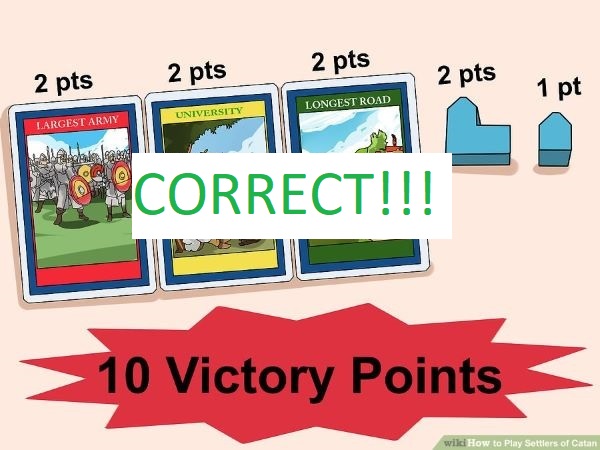 2 pts
2 pts
2 pts
2 pts
1 pt
LARGEST ARMY
UNIVERSITY
LONGEST ROAD
CORRECT!!!
10 Victory Points
wikiHow to Play Settlers of Catan